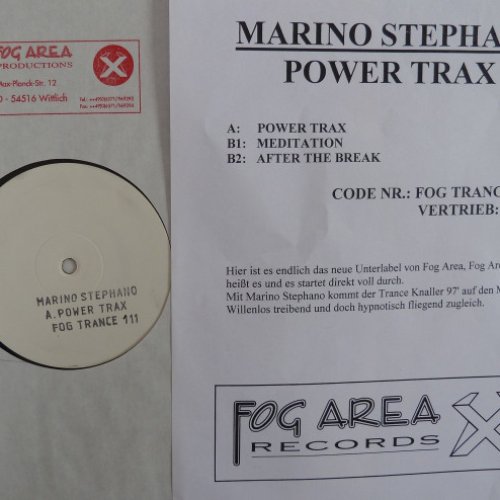 FOG AREA
PRODUCTIONS
Max-Planck-Str. 12
D - 54516 Wittlich
X
MARINO STEPHANO
A. POWER TRAX
FOG TRANCE 111
MARINO STEPHA
POWER TRAX
A: POWER TRAX
B1: MEDITATION
B2: AFTER THE BREAK
CODE NR.: FOG TRANC
VERTRIEB:
Hier ist es endlich das neue Unterlabel von Fog Area, Fog Are
heißt es und es startet direkt voll durch.
Mit Marino Stephano kommt der Trance Knaller 97' auf den M
Willenlos treibend und doch hypnotisch fliegend zugleich.
FOG AREA
RECORDS
X